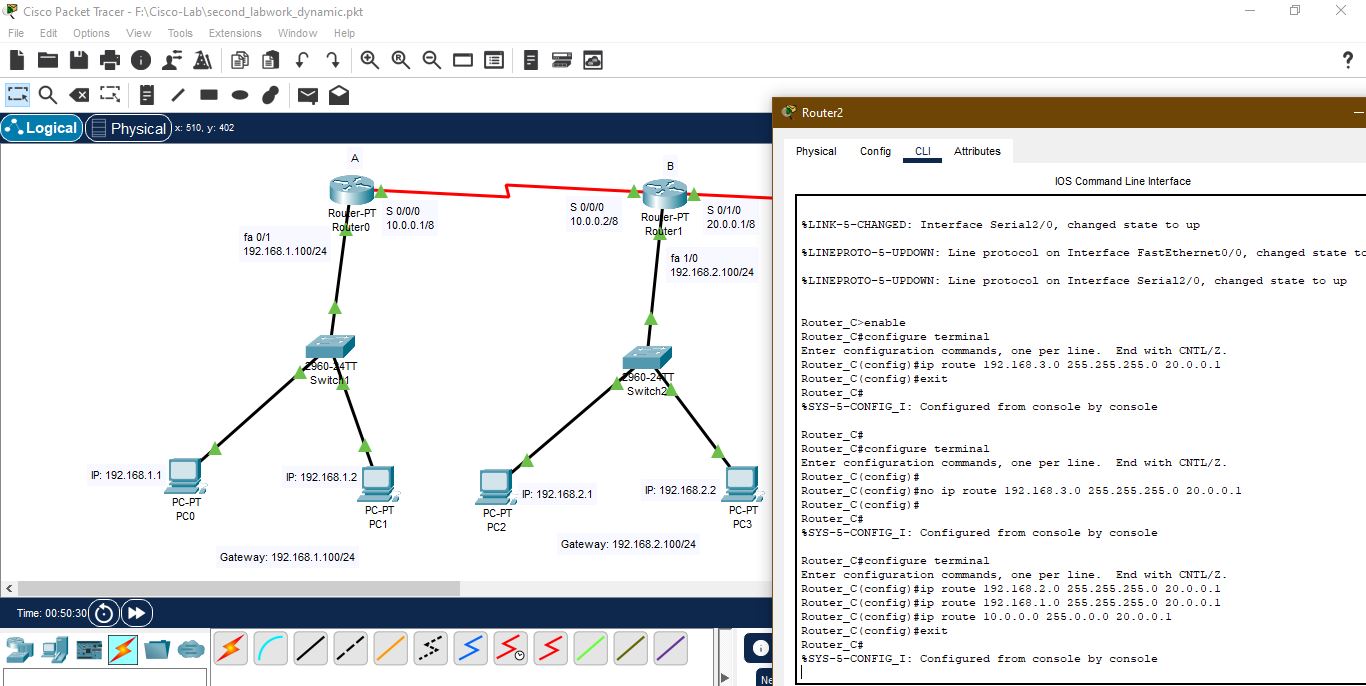 Cisco Packet Tracer - F:\Cisco-Lab\second_labwork_dynamic.pkt
File Edit Options View Tools Extensions Window Help
Logical
Physical
x: 510, y: 402
A
Router-PT
Router0
S 0/0/0
10.0.0.1/8
fa 0/1
192.168.1.100/24
B
Router-PT
Router1
S 0/0/0
10.0.0.2/8
S 0/1/0
20.0.0.1/8
fa 1/0
192.168.2.100/24
2960-24TT
Switch1
2960-24TT
Switch2
IP: 192.168.1.1
PC-PT
PC0
IP: 192.168.1.2
PC-PT
PC1
Gateway: 192.168.1.100/24
IP: 192.168.2.1
PC-PT
PC2
IP: 192.168.2.2
PC-PT
PC3
Gateway: 192.168.2.100/24
Time: 00:50:30
Router2
Physical Config CLI Attributes
IOS Command Line Interface
%LINK-5-CHANGED: Interface Serial2/0, changed state to up
%LINEPROTO-5-UPDOWN: Line protocol on Interface FastEthernet0/0, changed state to
%LINEPROTO-5-UPDOWN: Line protocol on Interface Serial2/0, changed state to up
Router_C>enable
Router_C#configure terminal
Enter configuration commands, one per line. End with CNTL/Z.
Router_C(config)#ip route 192.168.3.0 255.255.255.0 20.0.0.1
Router_C(config)#exit
Router_C#
%SYS-5-CONFIG_I: Configured from console by console
Router_C#
Router_C#configure terminal
Enter configuration commands, one per line. End with CNTL/Z.
Router_C(config)#
Router_C(config)#no ip route 192.168.3.0 255.255.255.0 20.0.0.1
Router_C(config)#
Router_C#
%SYS-5-CONFIG_I: Configured from console by console
Router_C#configure terminal
Enter configuration commands, one per line. End with CNTL/Z.
Router_C(config)#ip route 192.168.2.0 255.255.255.0 20.0.0.1
Router_C(config)#ip route 192.168.1.0 255.255.255.0 20.0.0.1
Router_C(config)#ip route 10.0.0.0 255.0.0.0 20.0.0.1
Router_C(config)#exit
Router_C#
%SYS-5-CONFIG_I: Configured from console by console